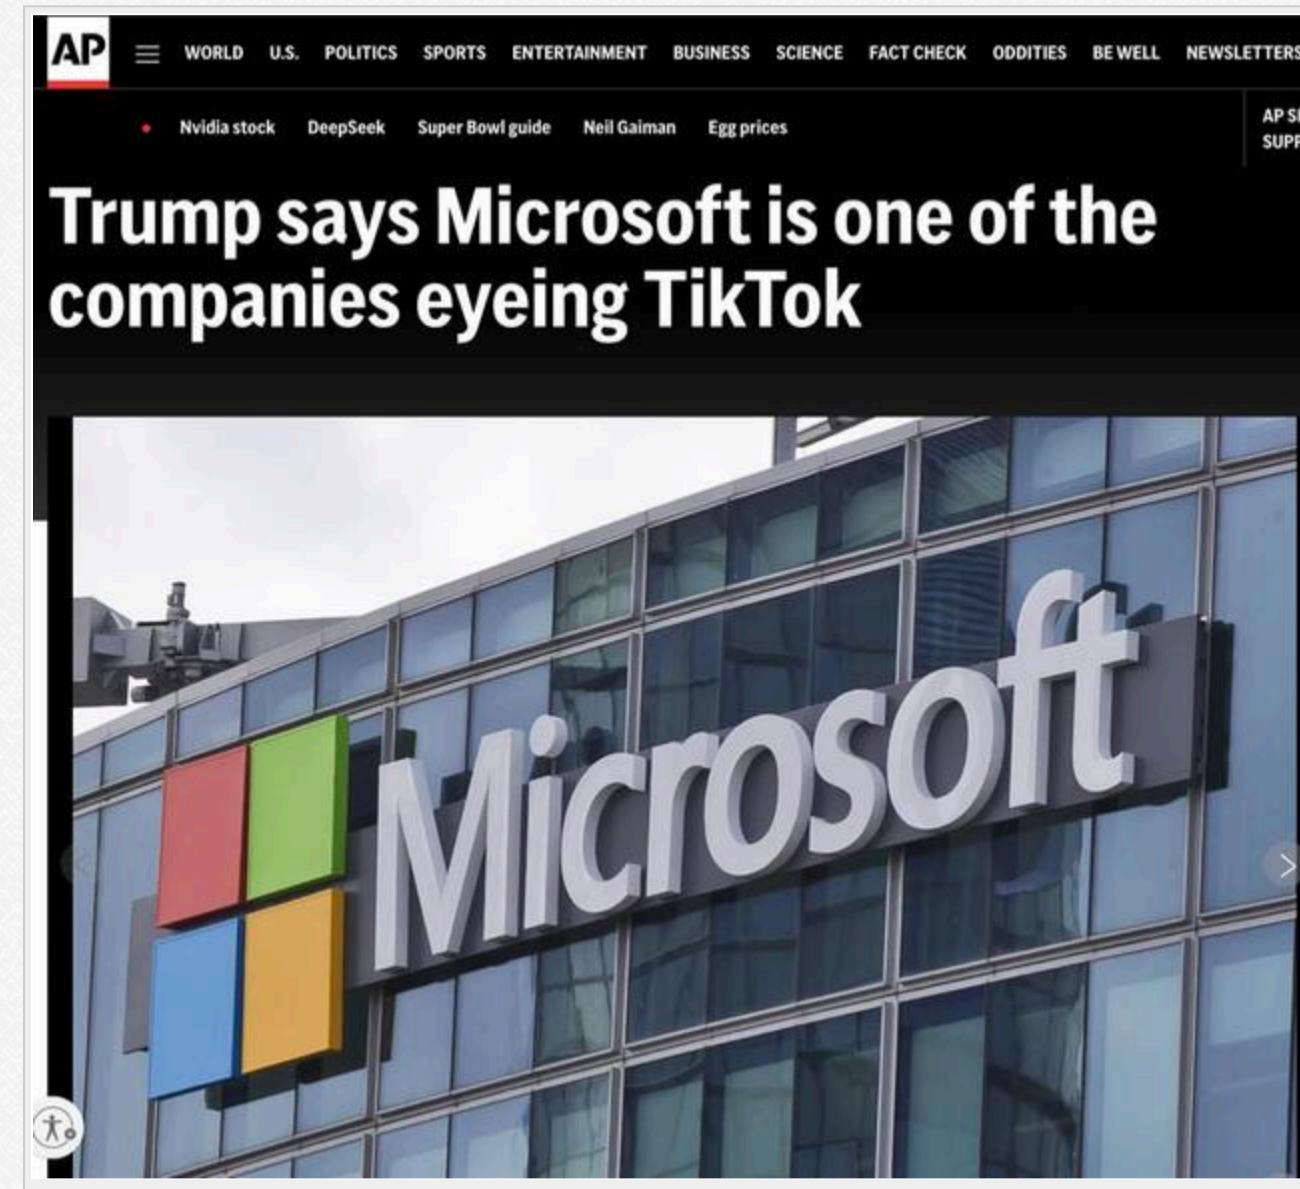 AP
WORLD U.S. POLITICS SPORTS ENTERTAINMENT BUSINESS SCIENCE FACT CHECK ODDITIES BE WELL NEWSLETTERS
Nvidia stock DeepSeek Super Bowl guide Neil Gaiman Egg prices
AP
Trump says Microsoft is one of the
companies eyeing TikTok
Microsoft